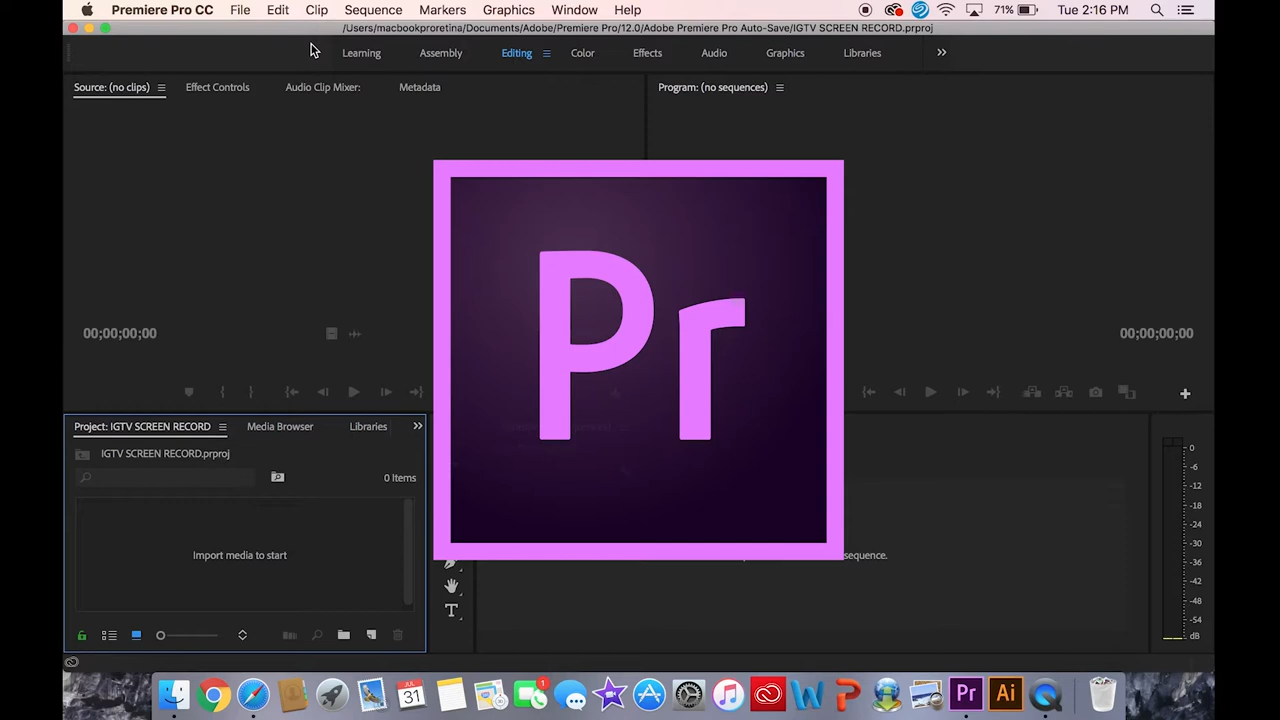 Premiere Pro CC File Edit Clip Sequence Markers Graphics Window Help 71% Tue 2:16 PM
/Users/macbookproretina/Documents/Adobe/Premiere Pro/12.0/Adobe Premiere Pro Auto-Save/IGTV SCREEN RECORD.prproj
Learning Assembly Editing Color Effects Audio Graphics Libraries
Source: (no clips) Effect Controls Audio Clip Mixer: Metadata Program: (no sequences)
Pr
00;00;00;00 00;00;00;00
Project: IGTV SCREEN RECORD Media Browser Libraries
IGTV SCREEN RECORD.prproj
0 Items
Import media to start
sequence.
0
-6
-12
-18
-24
-30
-36
-42
-48
-54
dB
T
JUL
31
1
Pr Ai